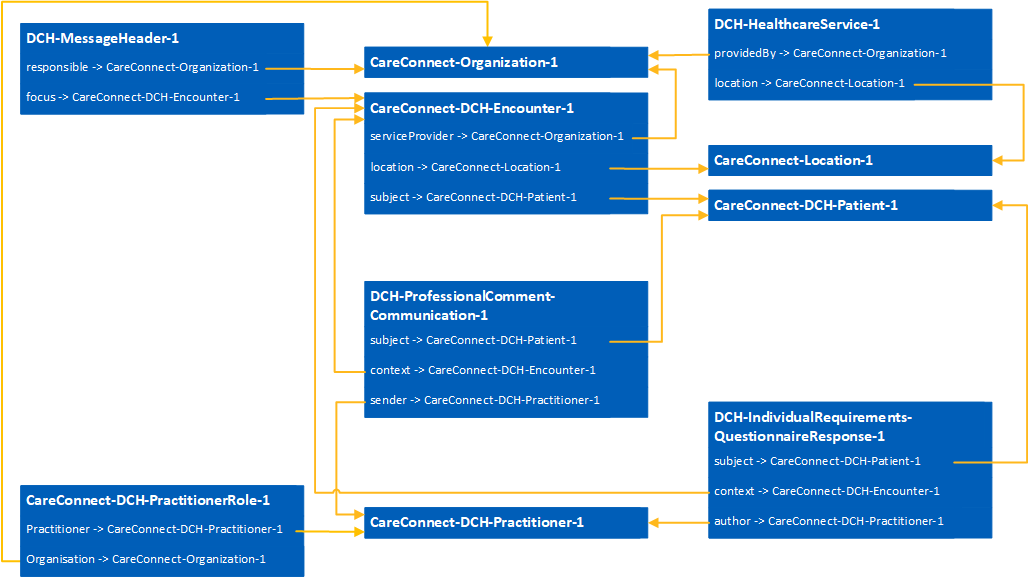 DCH-MessageHeader-1
responsible -> CareConnect-Organization-1
focus -> CareConnect-DCH-Encounter-1
CareConnect-Organization-1
CareConnect-DCH-Encounter-1
serviceProvider -> CareConnect-Organization-1
location -> CareConnect-Location-1
subject -> CareConnect-DCH-Patient-1
DCH-HealthcareService-1
providedBy -> CareConnect-Organization-1
location -> CareConnect-Location-1
CareConnect-Location-1
CareConnect-DCH-Patient-1
DCH-ProfessionalComment-
Communication-1
subject -> CareConnect-DCH-Patient-1
context -> CareConnect-DCH-Encounter-1
sender -> CareConnect-DCH-Practitioner-1
DCH-IndividualRequirements-
QuestionnaireResponse-1
subject -> CareConnect-DCH-Patient-1
context -> CareConnect-DCH-Encounter-1
author -> CareConnect-DCH-Practitioner-1
CareConnect-DCH-PractitionerRole-1
Practitioner -> CareConnect-DCH-Practitioner-1
Organisation -> CareConnect-Organization-1
CareConnect-DCH-Practitioner-1